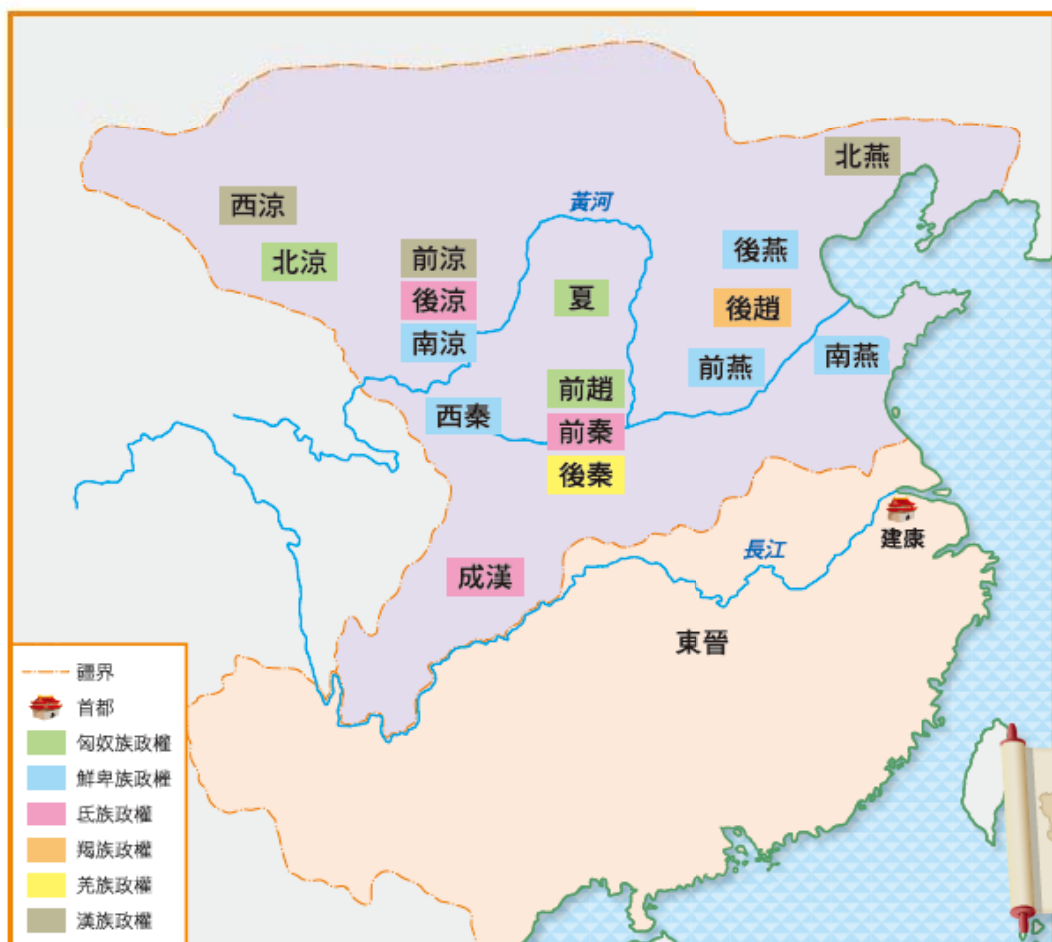 北燕
西涼
黃河
北涼
前涼
後燕
後涼
夏
後趙
南涼
前燕
南燕
前趙
西秦
前秦
後秦
建康
長江
成漢
東晉
疆界
首都
匈奴族政權
鮮卑族政權
氐族政權
羯族政權
羌族政權
漢族政權